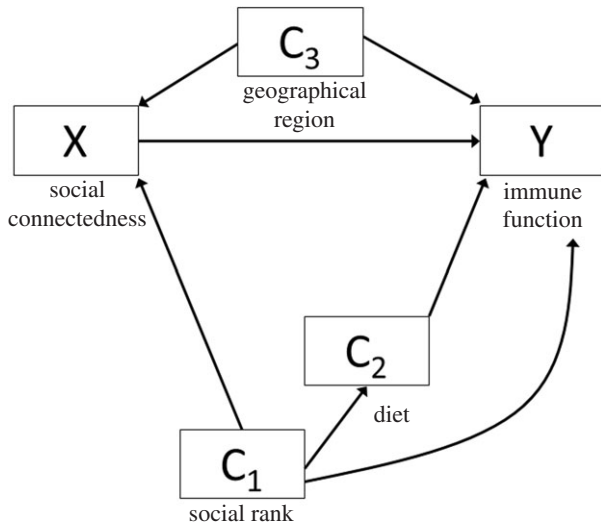 C₃
geographical
region
X
social
connectedness
Y
immune
function
C₂
diet
C₁
social rank